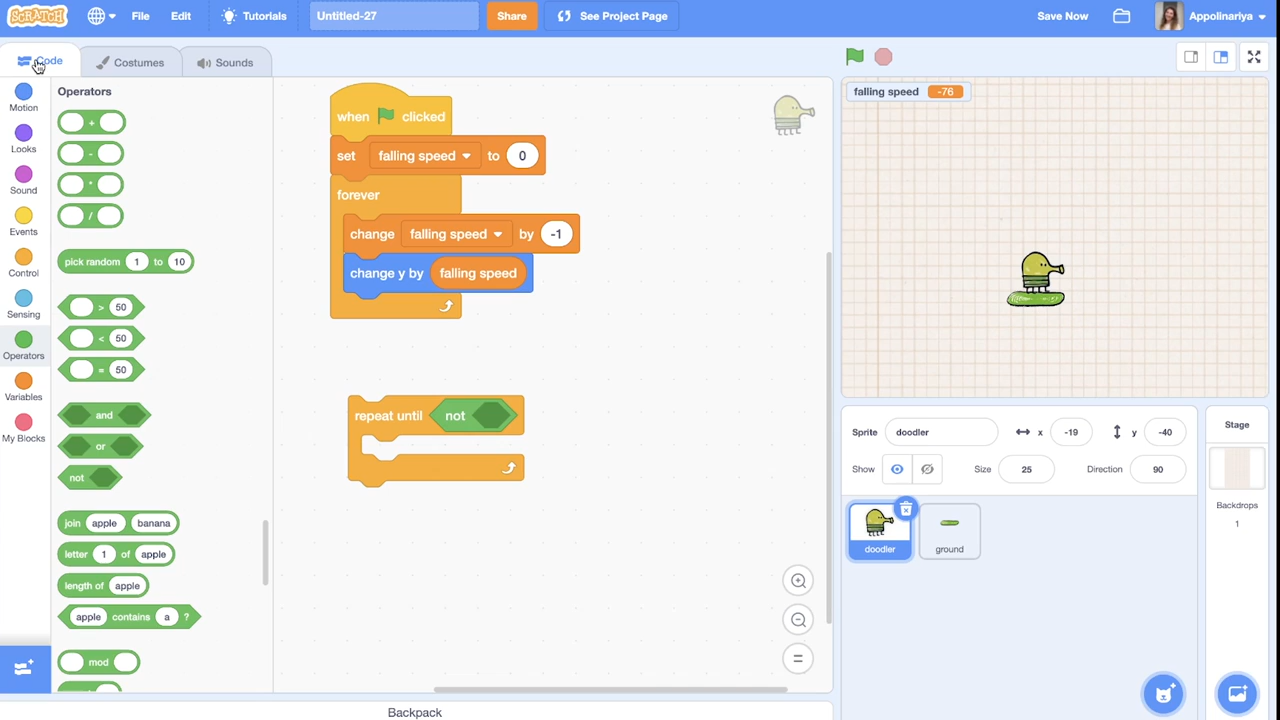 SCRATCH File Edit Tutorials Untitled-27 Share See Project Page Save Now Appolinariya
Code Costumes Sounds
Motion
Looks
Sound
Events
Control
Sensing
Operators
Variables
My Blocks
Operators
+
-
*
/
pick random 1 to 10
> 50
< 50
= 50
and
or
not
join apple banana
letter 1 of apple
length of apple
apple contains a ?
mod
when clicked
set falling speed to 0
forever
change falling speed by -1
change y by falling speed
repeat until not
Backpack
falling speed -76
Sprite doodler x -19 y -40
Show Size 25 Direction 90
doodler
ground
Stage
Backdrops
1